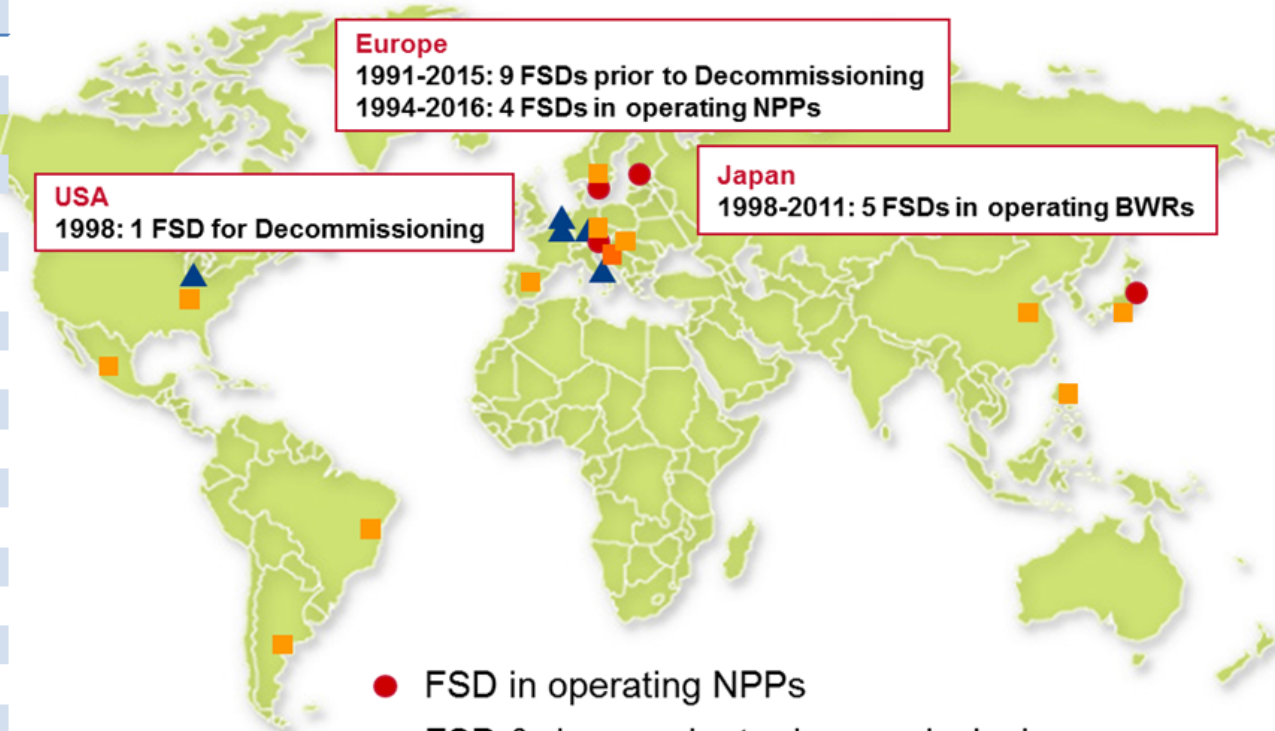 Europe
1991-2015: 9 FSDs prior to Decommissioning
1994-2016: 4 FSDs in operating NPPs
USA
1998: 1 FSD for Decommissioning
Japan
1998-2011: 5 FSDs in operating BWRs
FSD in operating NPPs